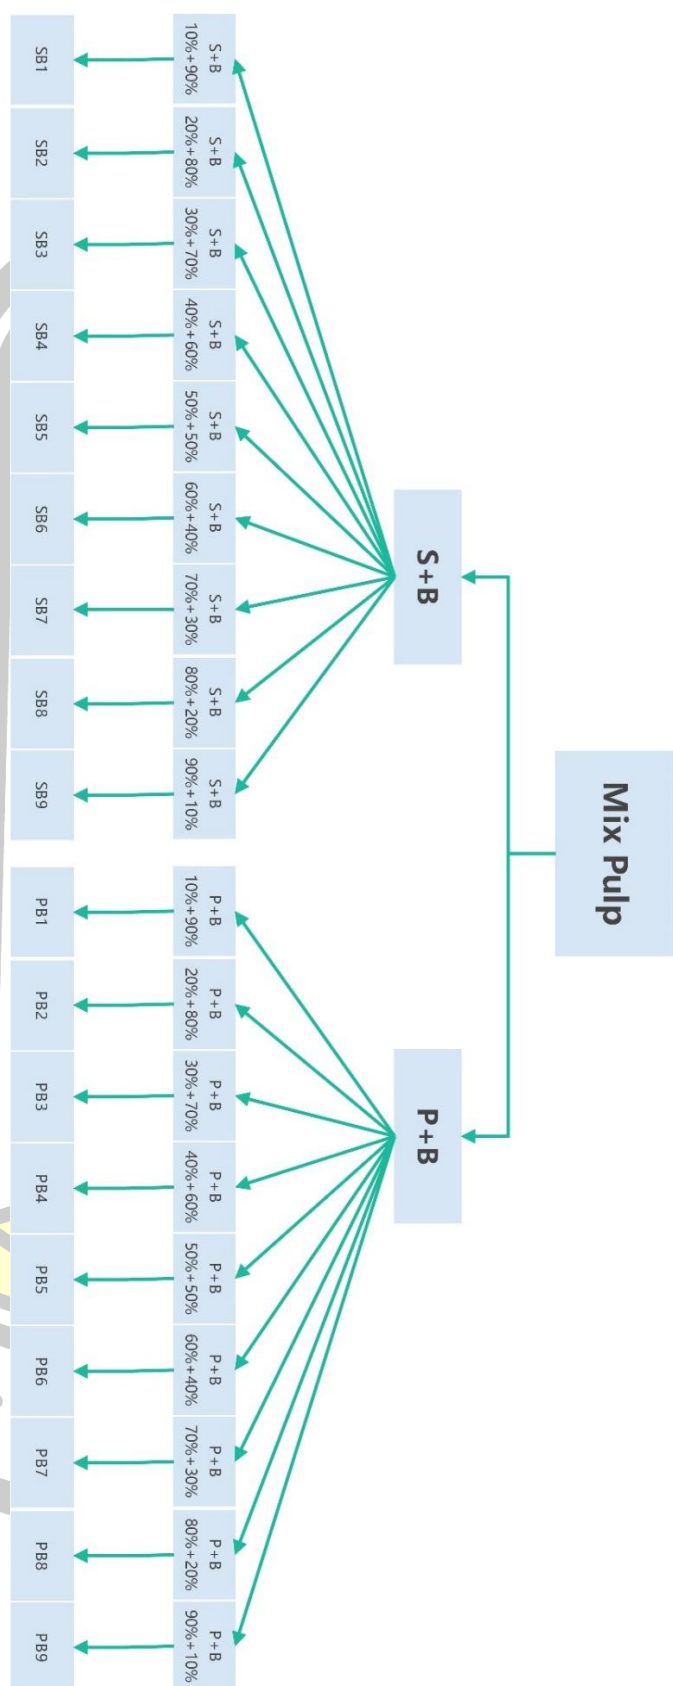 Mix Pulp
S+B
P+B
S+B
10%+90%
S+B
20%+80%
S+B
30%+70%
S+B
40%+60%
S+B
50%+50%
S+B
60%+40%
S+B
70%+30%
S+B
80%+20%
S+B
90%+10%
P+B
10%+90%
P+B
20%+80%
P+B
30%+70%
P+B
40%+60%
P+B
50%+50%
P+B
60%+40%
P+B
70%+30%
P+B
80%+20%
P+B
90%+10%
SB1
SB2
SB3
SB4
SB5
SB6
SB7
SB8
SB9
PB1
PB2
PB3
PB4
PB5
PB6
PB7
PB8
PB9